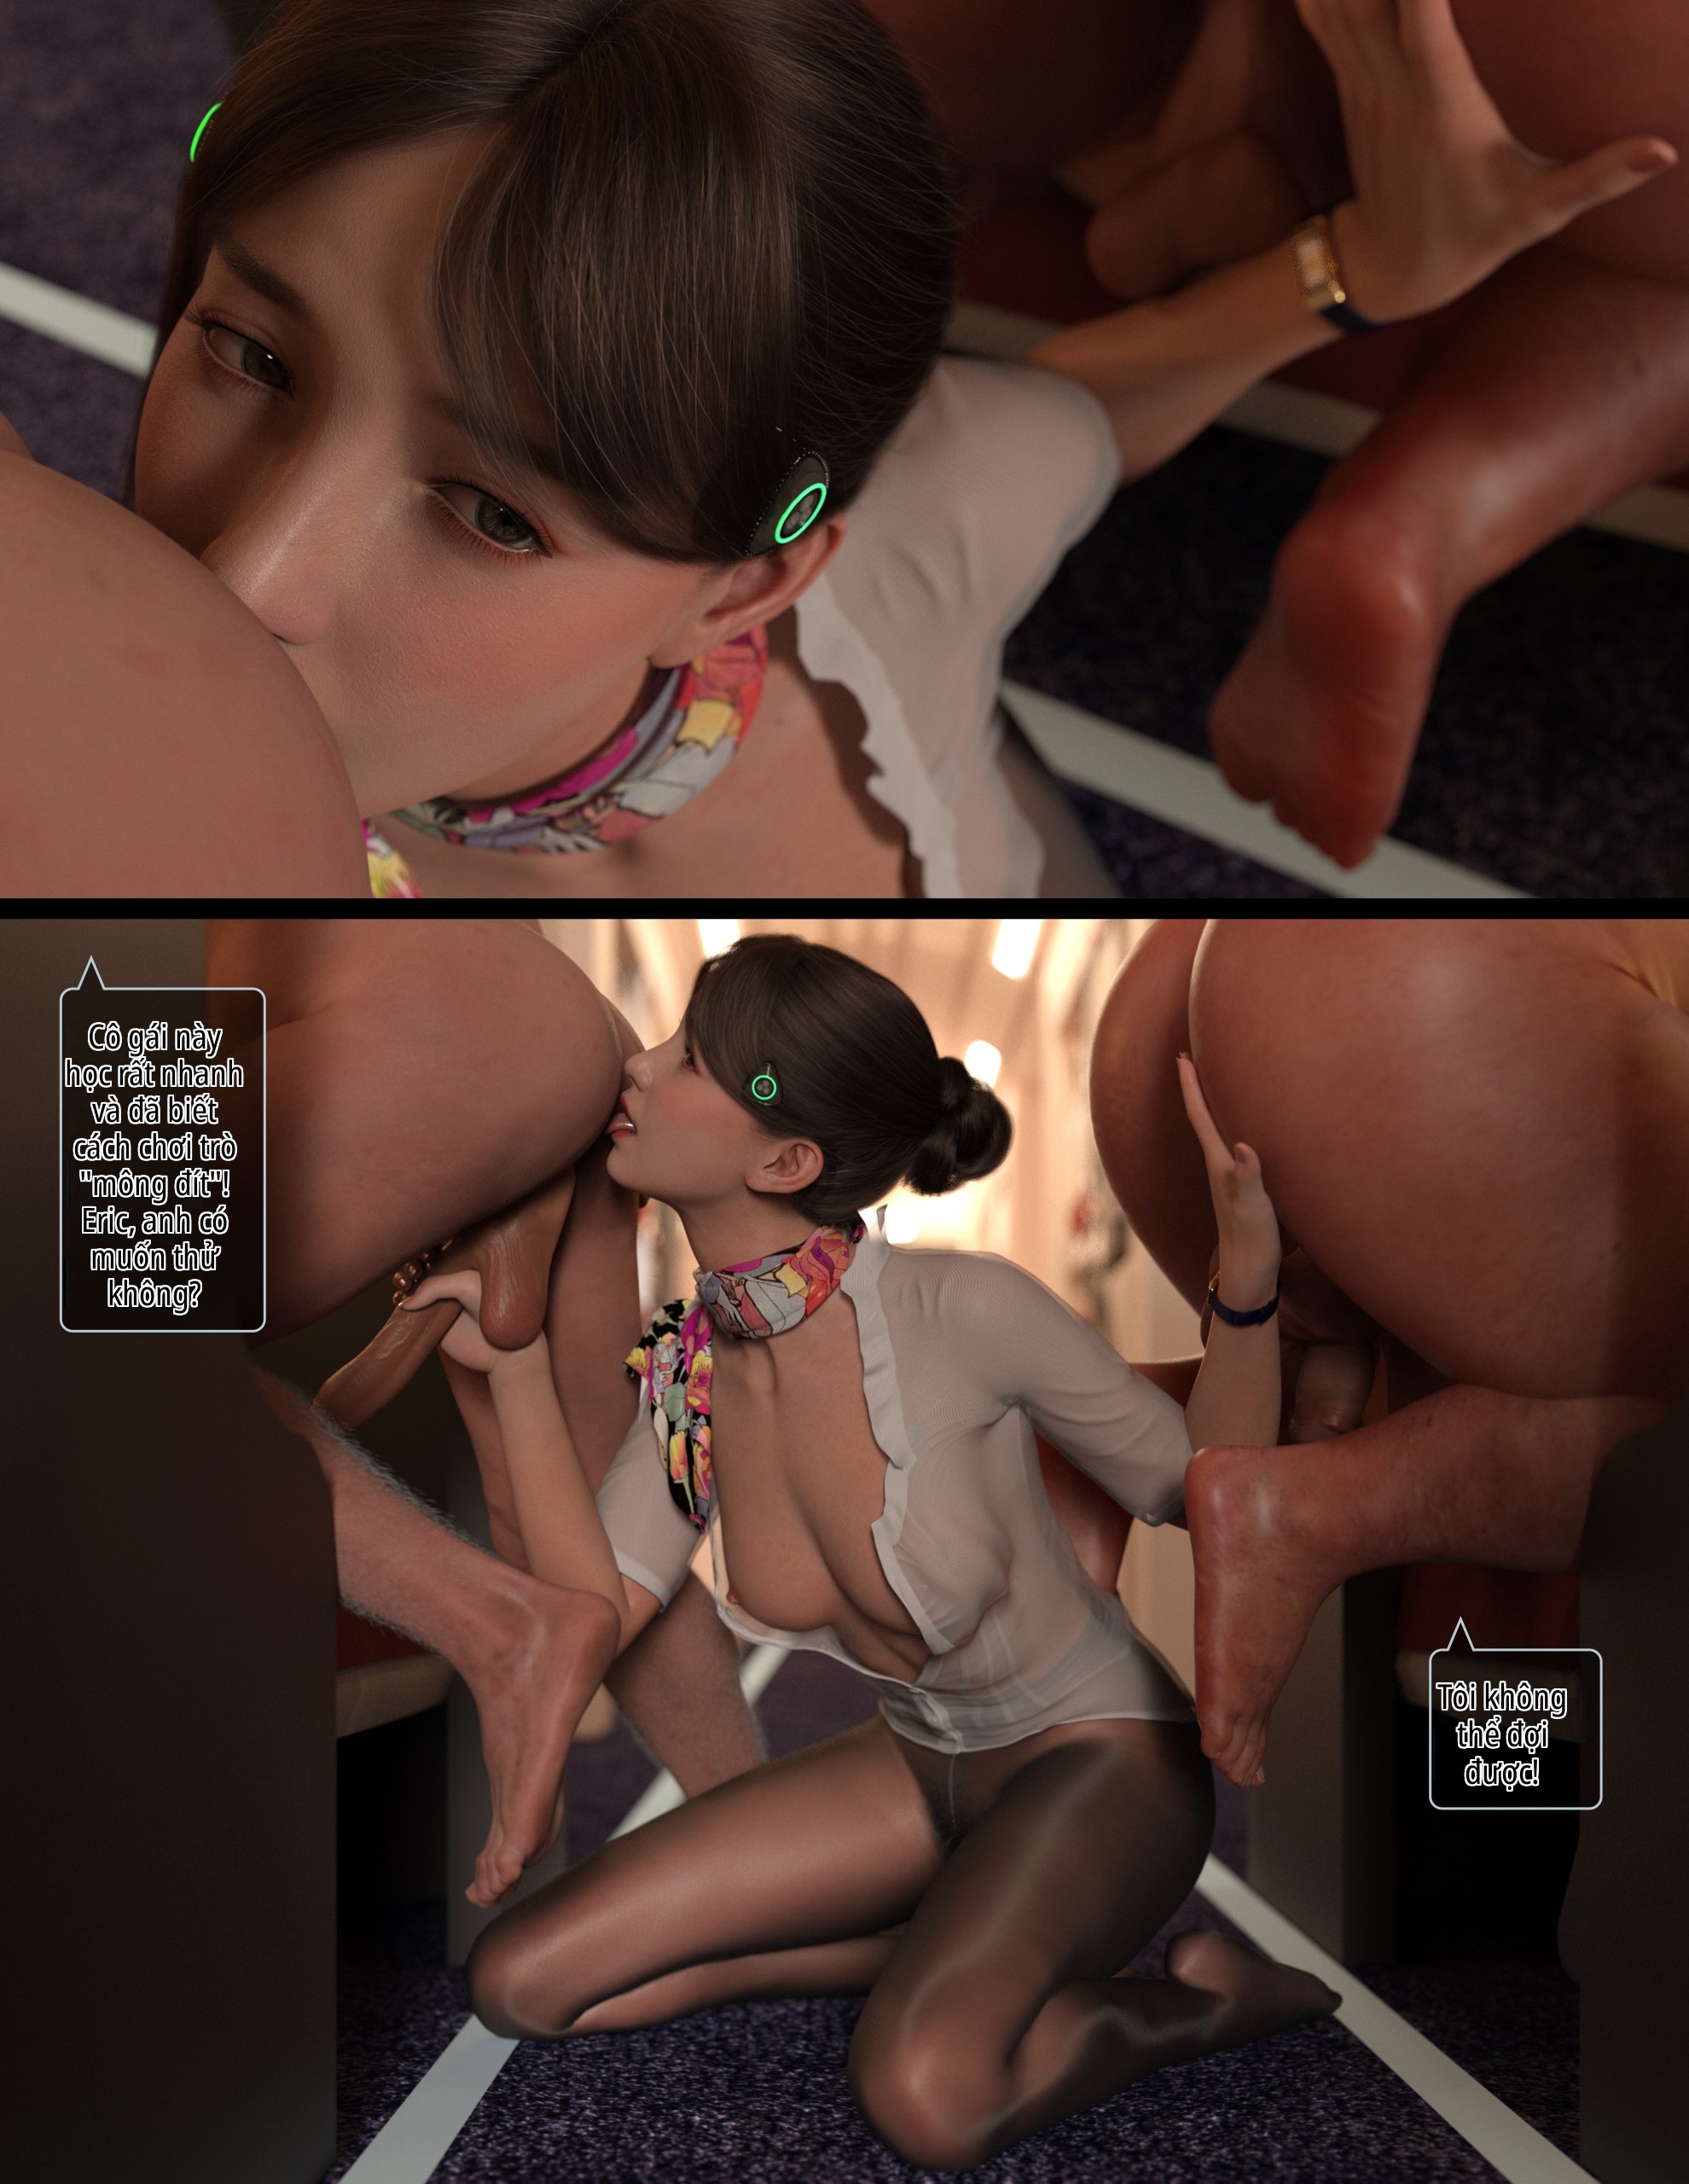 Cô gái này
học rất nhanh
và đã biết
cách chơi trò
"mông đít"!
Eric, anh có
muốn thử
không?
Tôi không
thể đợi
được!